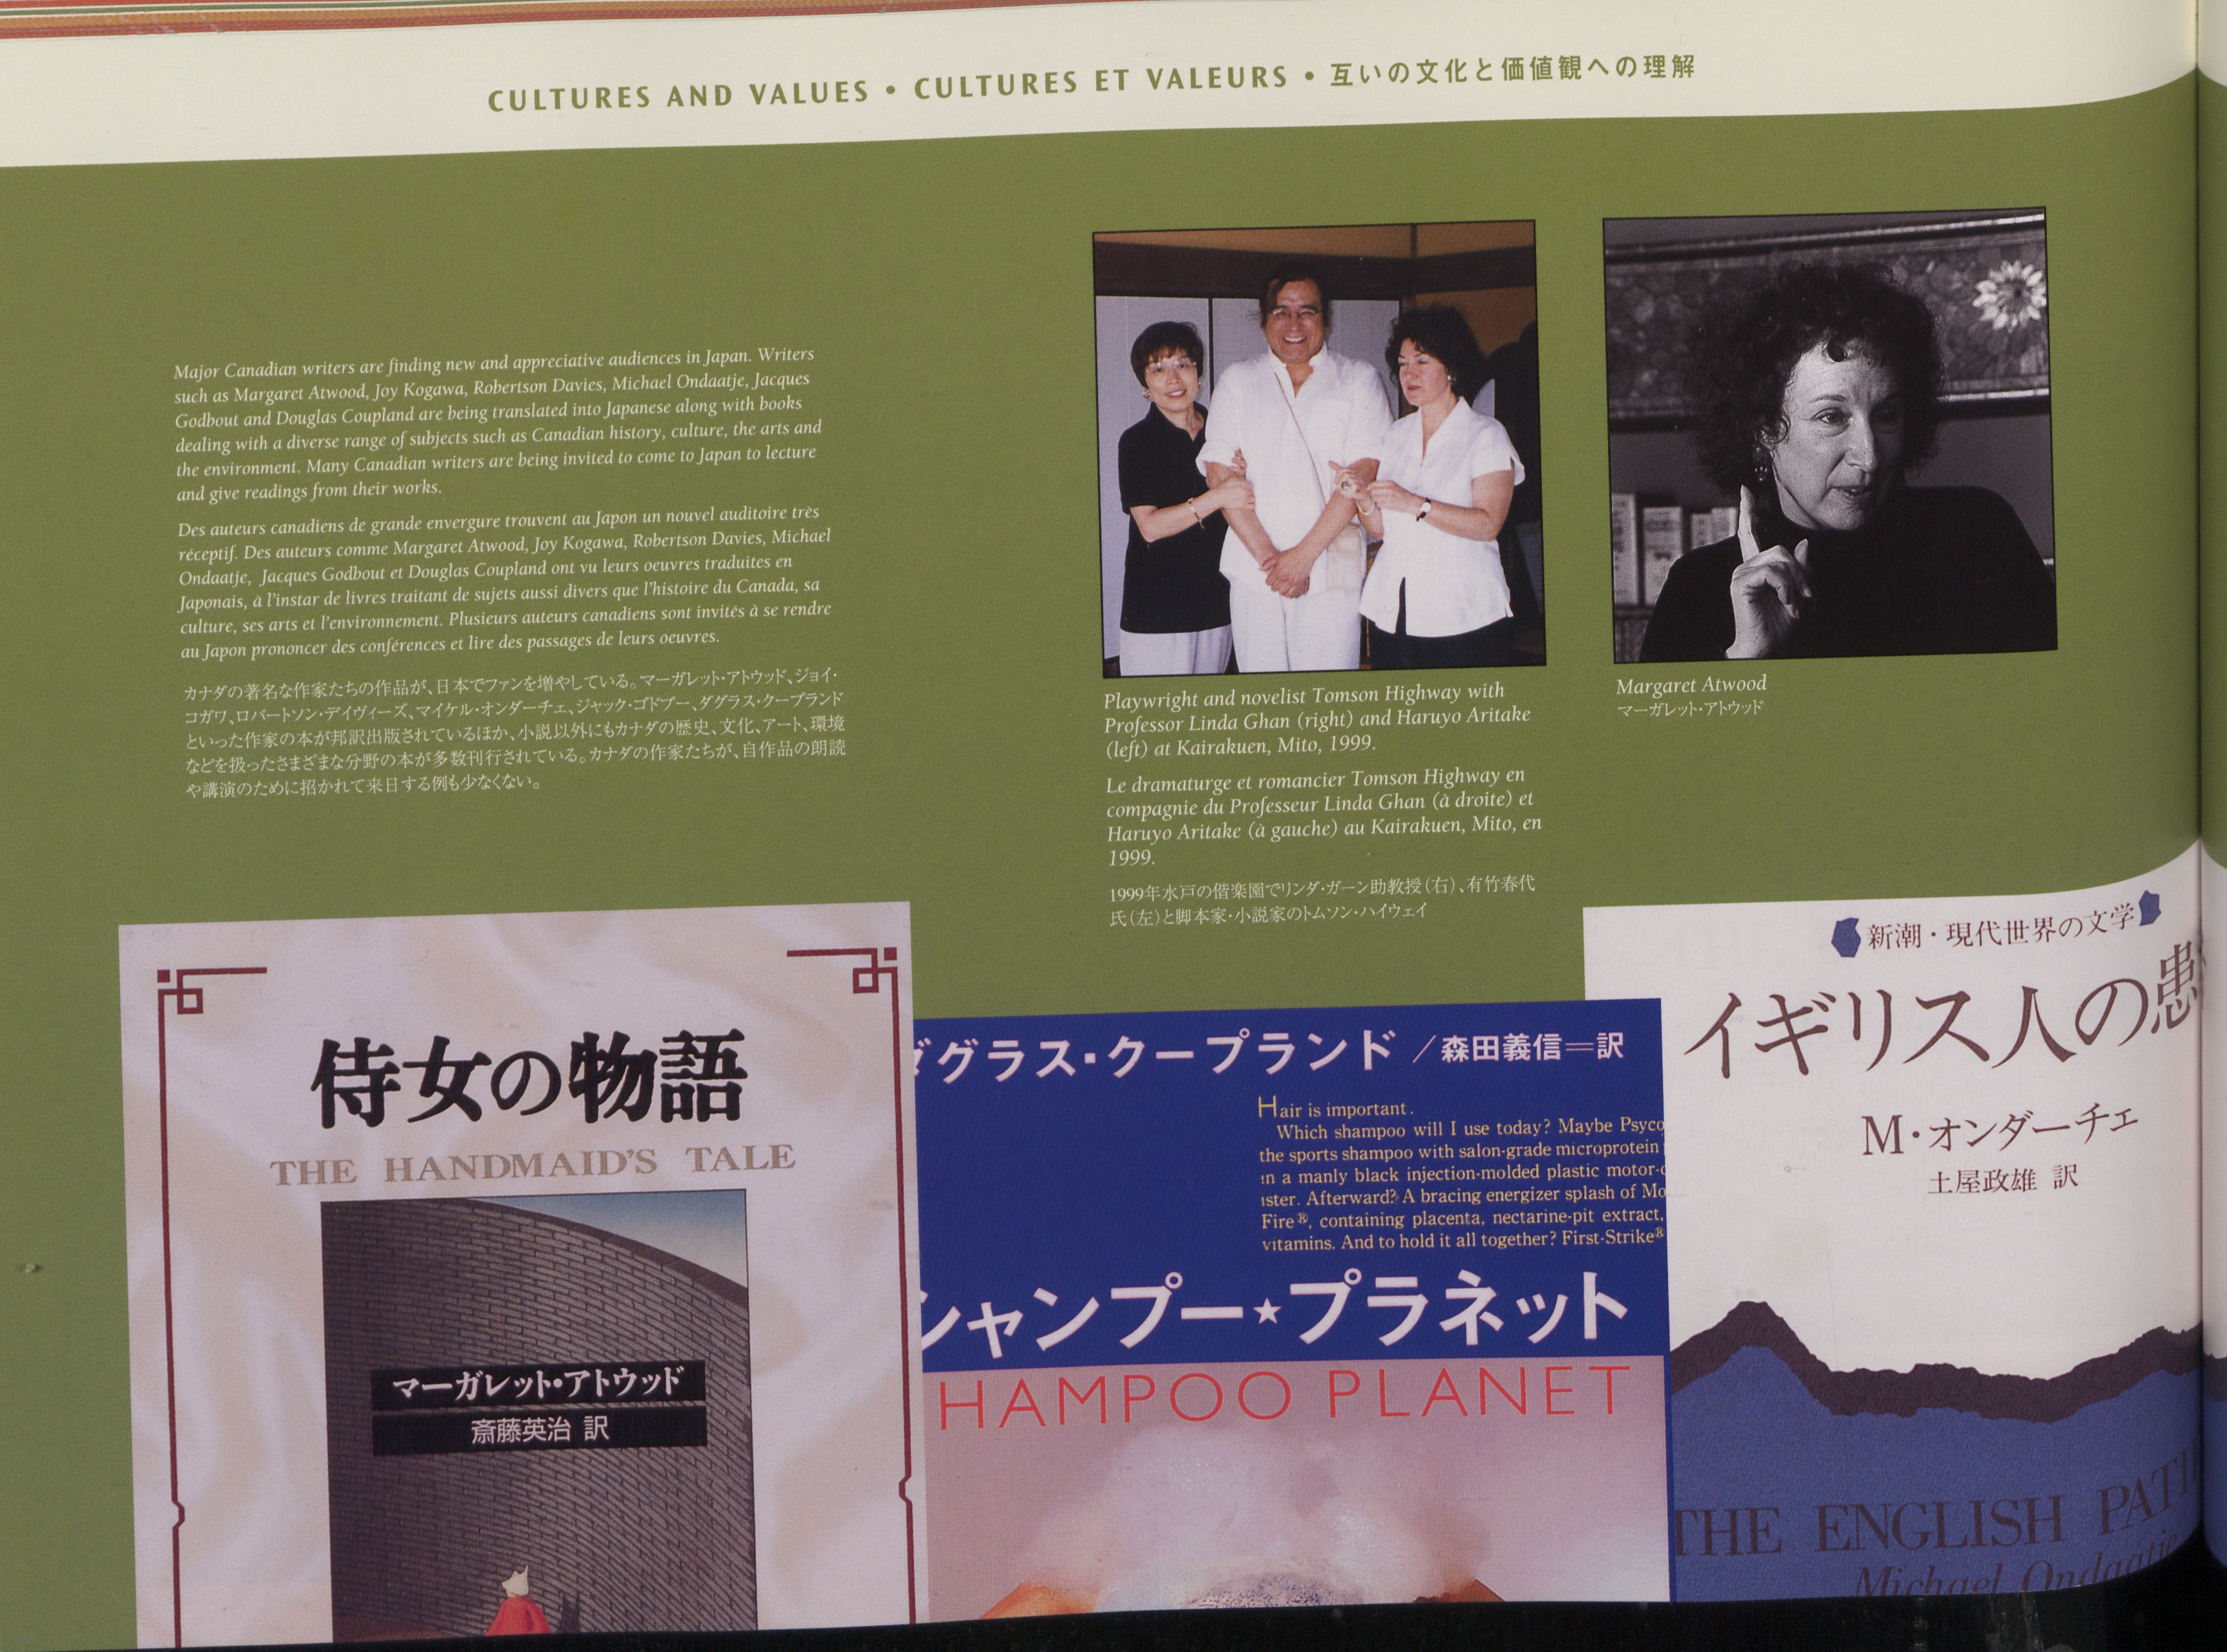 CULTURES AND VALUES • CULTURES ET VALEURS • 互いの文化と価値観への理解
Major Canadian writers are finding new and appreciative audiences in Japan. Writers
such as Margaret Atwood, Joy Kogawa, Robertson Davies, Michael Ondaatje, Jacques
Godbout and Douglas Coupland are being translated into Japanese along with books
dealing with a diverse range of subjects such as Canadian history, culture, the arts and
the environment. Many Canadian writers are being invited to come to Japan to lecture
and give readings from their works.
Des auteurs canadiens de grande envergure trouvent au Japon un nouvel auditoire très
réceptif. Des auteurs comme Margaret Atwood, Joy Kogawa, Robertson Davies, Michael
Ondaatje, Jacques Godbout et Douglas Coupland ont vu leurs oeuvres traduites en
Japonais, à l'instar de livres traitant de sujets aussi divers que l'histoire du Canada, sa
culture, ses arts et l'environnement. Plusieurs auteurs canadiens sont invités à se rendre
au Japon prononcer des conférences et lire des passages de leurs oeuvres.
カナダの著名な作家たちの作品が、日本でファンを増やしている。マーガレット・アトウッド、ジョイ・
コガワ、ロバートソン・デイヴィーズ、マイケル・オンダーチェ、ジャック・ゴドブー、ダグラス・クープランド
といった作家の本が邦訳出版されているほか、小説以外にもカナダの歴史、文化、アート、環境
などを扱ったさまざまな分野の本が多数刊行されている。カナダの作家たちが、自作品の朗読
や講演のために招かれて来日する例も少なくない。
Playwright and novelist Tomson Highway with
Professor Linda Ghan (right) and Haruyo Aritake
(left) at Kairakuen, Mito, 1999.
Le dramaturge et romancier Tomson Highway en
compagnie du Professeur Linda Ghan (à droite) et
Haruyo Aritake (à gauche) au Kairakuen, Mito, en
1999.
1999年水戸の偕楽園でリンダ・ガーン助教授（右）、有竹春代
氏（左）と脚本家・小説家のトムソン・ハイウェイ
Margaret Atwood
マーガレット・アトウッド
侍女の物語
THE HANDMAID'S TALE
マーガレット・アトウッド
斎藤英治 訳
ダグラス・クープランド／森田義信＝訳
Hair is important.
Which shampoo will I use today? Maybe Psyco
the sports shampoo with salon-grade microprotein
in a manly black injection-molded plastic motor-
ister. Afterward? A bracing energizer splash of Mo
Fire®, containing placenta, nectarine-pit extract,
vitamins. And to hold it all together? First-Strike®
シャンプー★プラネット
HAMPOO PLANET
新潮・現代世界の文学
イギリス人の患
M・オンダーチェ
土屋政雄 訳
THE ENGLISH PATI
Michael Ondaatje